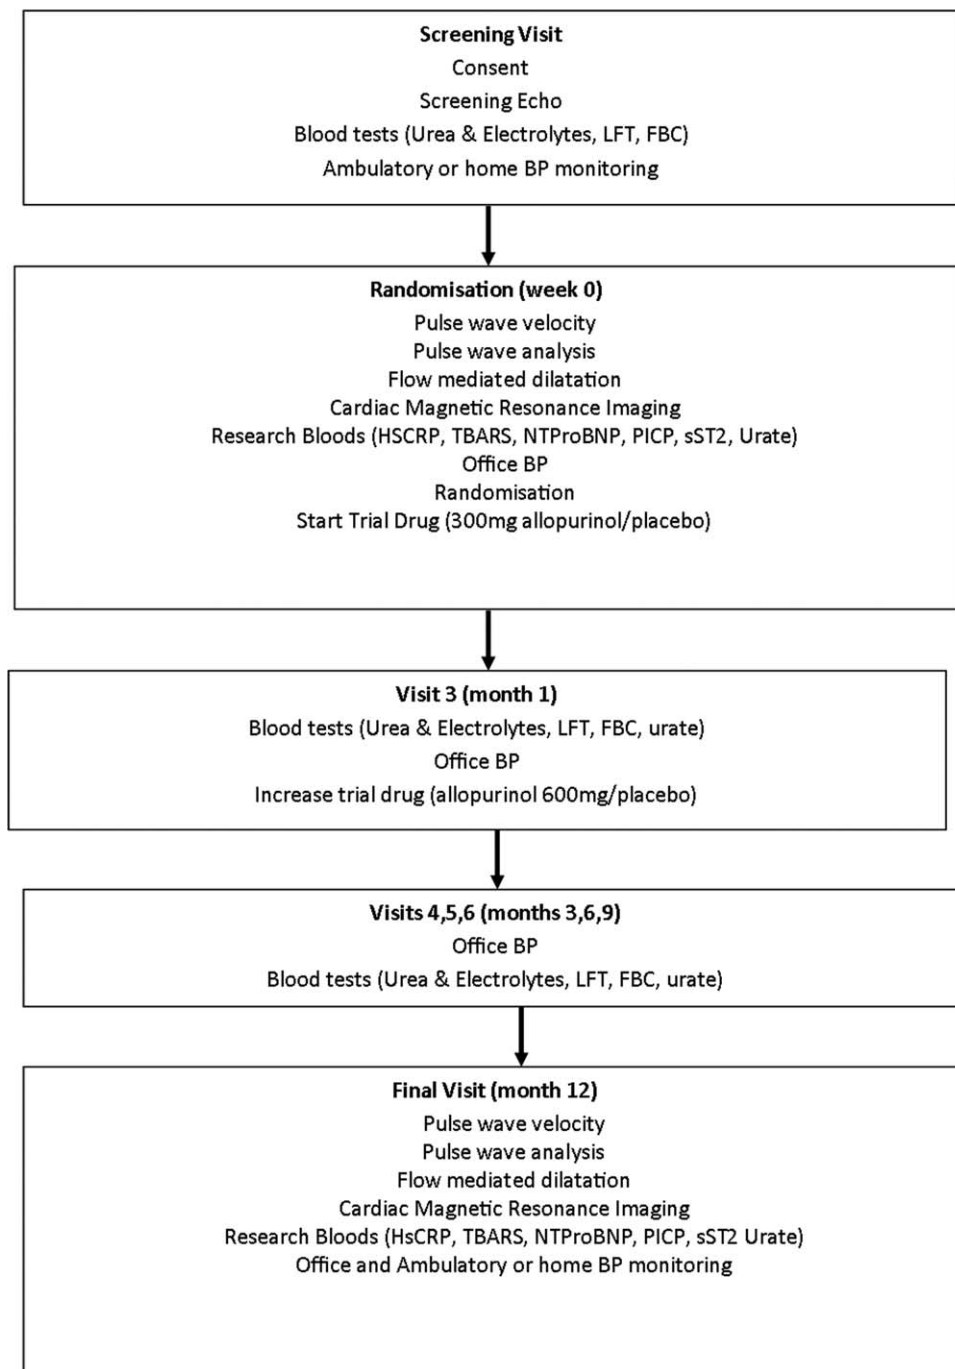 Screening Visit
Consent
Screening Echo
Blood tests (Urea & Electrolytes, LFT, FBC)
Ambulatory or home BP monitoring
Randomisation (week 0)
Pulse wave velocity
Pulse wave analysis
Flow mediated dilatation
Cardiac Magnetic Resonance Imaging
Research Bloods (HSCRP, TBARS, NTProBNP, PICP, sST2, Urate)
Office BP
Randomisation
Start Trial Drug (300mg allopurinol/placebo)
Visit 3 (month 1)
Blood tests (Urea & Electrolytes, LFT, FBC, urate)
Office BP
Increase trial drug (allopurinol 600mg/placebo)
Visits 4,5,6 (months 3,6,9)
Office BP
Blood tests (Urea & Electrolytes, LFT, FBC, urate)
Final Visit (month 12)
Pulse wave velocity
Pulse wave analysis
Flow mediated dilatation
Cardiac Magnetic Resonance Imaging
Research Bloods (HsCRP, TBARS, NTProBNP, PICP, sST2 Urate)
Office and Ambulatory or home BP monitoring